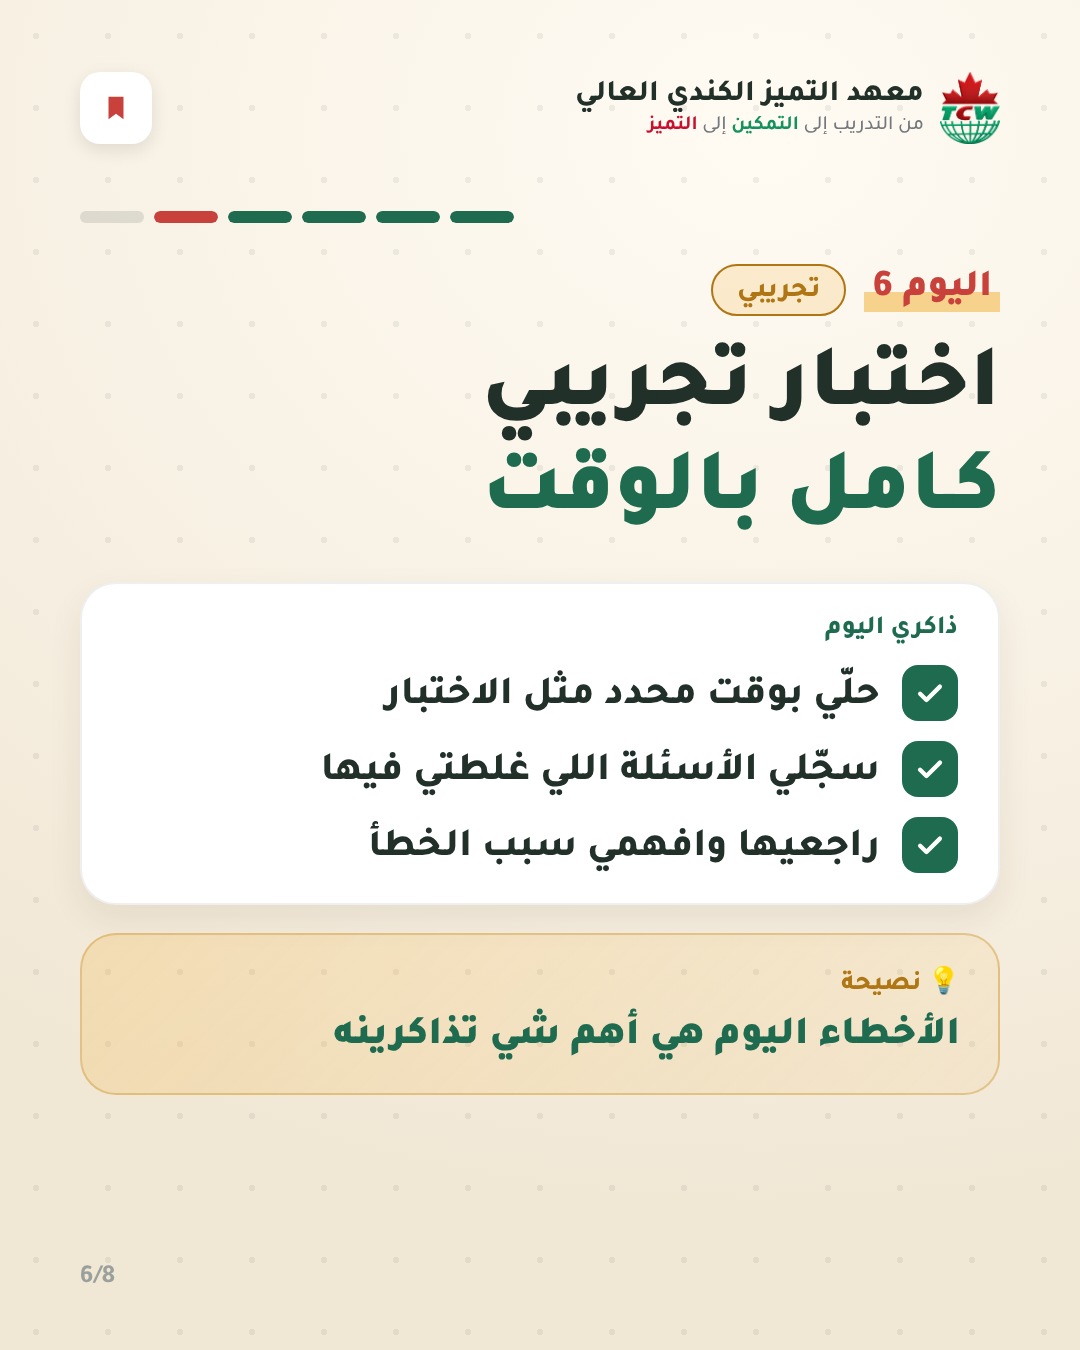 معهد التميز الكندي العالي
من التدريب إلى التمكين إلى التميز
TCW
اليوم 6
تجريبي
اختبار تجريبي
كامل بالوقت
ذاكري اليوم
حلّي بوقت محدد مثل الاختبار
سجّلي الأسئلة اللي غلطتي فيها
راجعيها وافهمي سبب الخطأ
💡 نصيحة
الأخطاء اليوم هي أهم شي تذاكرينه
6/8